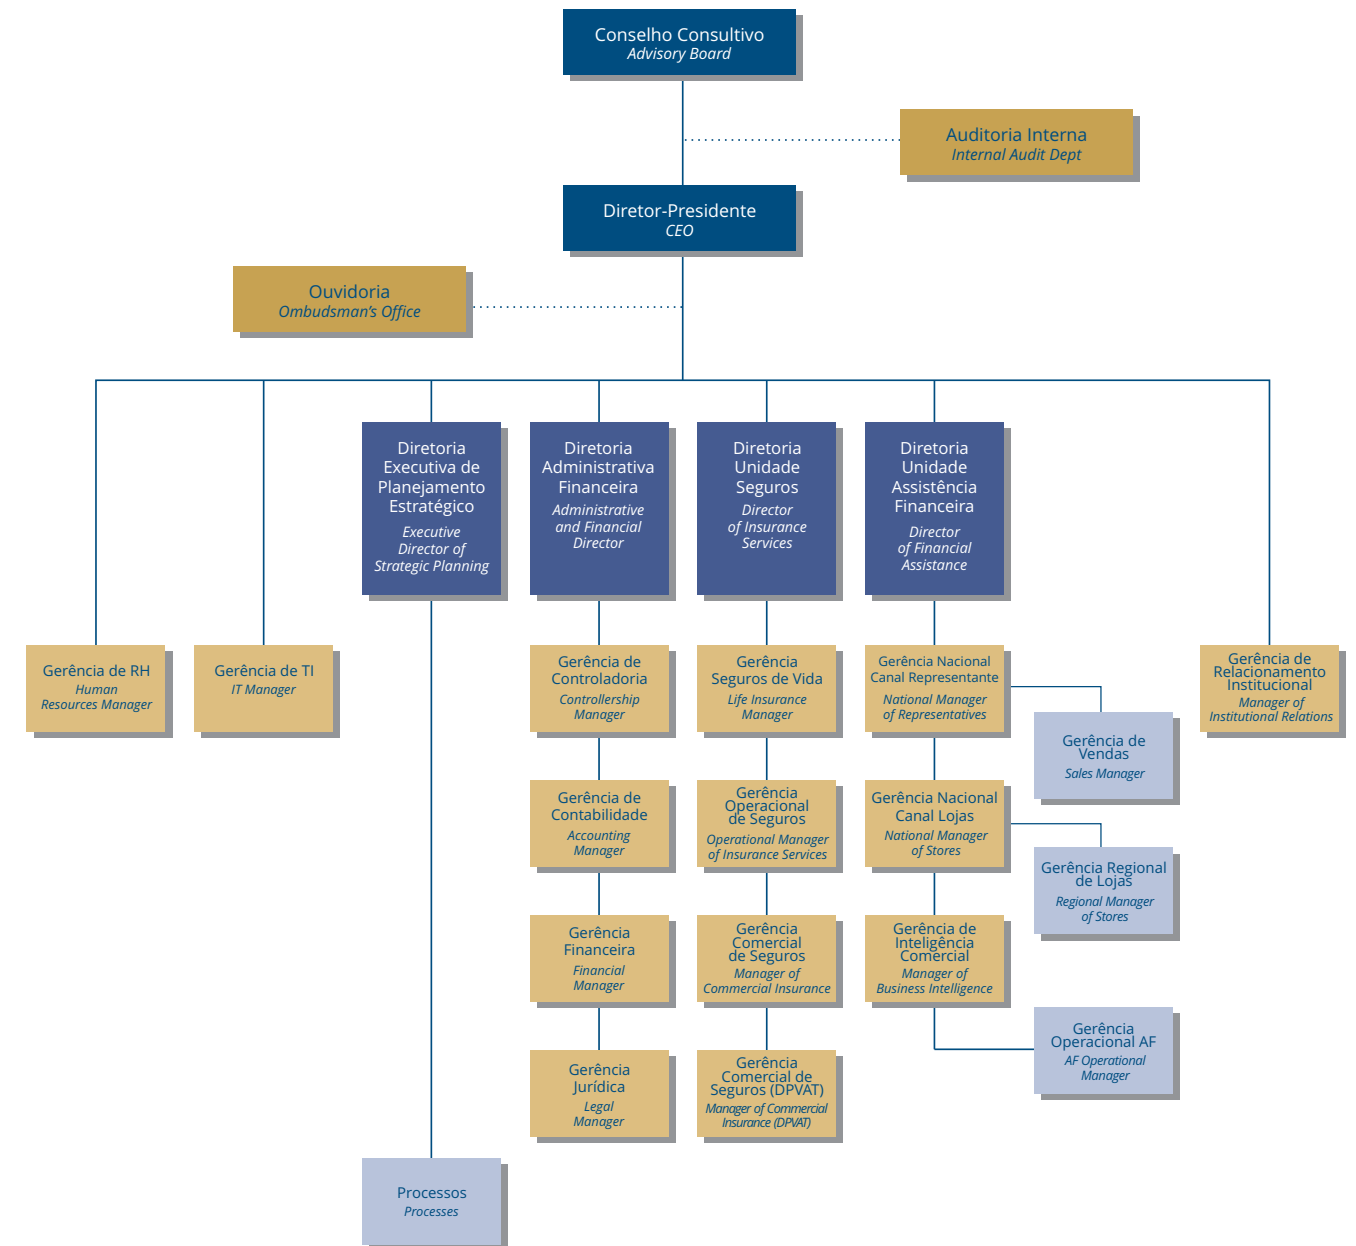 Conselho Consultivo
Advisory Board
Auditoria Interna
Internal Audit Dept
Diretor-Presidente
CEO
Ouvidoria
Ombudsman's Office
Diretoria
Executiva de
Planejamento
Estratégico
Executive
Director of
Strategic Planning
Diretoria
Administrativa
Financeira
Administrative
and Financial
Director
Diretoria
Unidade
Seguros
Director
of Insurance
Services
Diretoria
Unidade
Assistência
Financeira
Director
of Financial
Assistance
Gerência de RH
Human
Resources Manager
Gerência de TI
IT Manager
Gerência de
Controladoria
Controllership
Manager
Gerência
Seguros de Vida
Life Insurance
Manager
Gerência Nacional
Canal Representante
National Manager
of Representatives
Gerência de
Relacionamento
Institucional
Manager of
Institutional Relations
Gerência de
Vendas
Sales Manager
Gerência de
Contabilidade
Accounting
Manager
Gerência
Operacional
de Seguros
Operational Manager
of Insurance Services
Gerência Nacional
Canal Lojas
National Manager
of Stores
Gerência Regional
de Lojas
Regional Manager
of Stores
Gerência
Financeira
Financial
Manager
Gerência
Comercial
de Seguros
Manager of
Commercial Insurance
Gerência de
Inteligência
Comercial
Manager of
Business Intelligence
Gerência
Operacional AF
AF Operational
Manager
Gerência
Jurídica
Legal
Manager
Gerência
Comercial de
Seguros (DPVAT)
Manager of Commercial
Insurance (DPVAT)
Processos
Processes